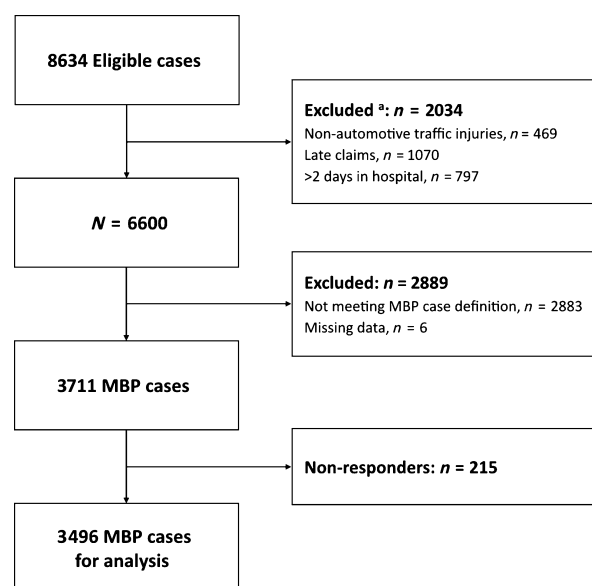 8634 Eligible cases
Excluded ᵃ: n = 2034
Non-automotive traffic injuries, n = 469
Late claims, n = 1070
>2 days in hospital, n = 797
N = 6600
Excluded: n = 2889
Not meeting MBP case definition, n = 2883
Missing data, n = 6
3711 MBP cases
Non-responders: n = 215
3496 MBP cases
for analysis